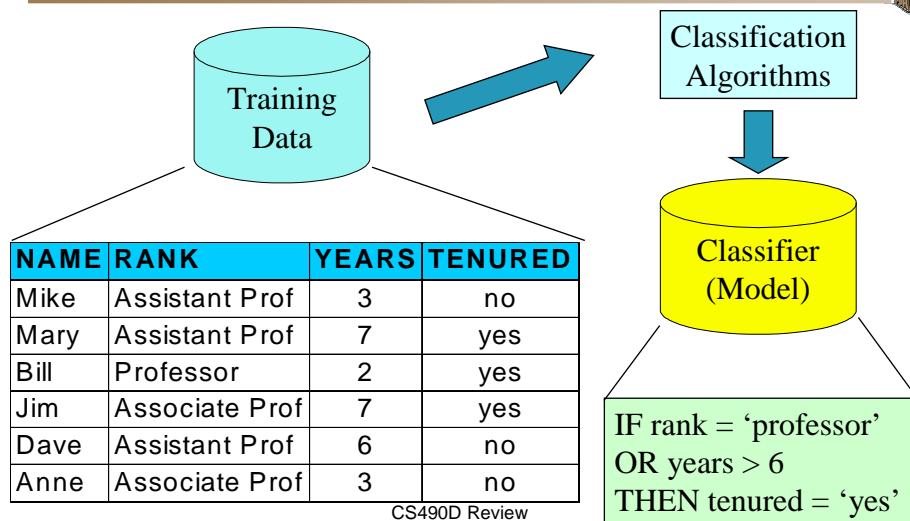 Training
Data
Classification
Algorithms
Classifier
(Model)
NAME RANK YEARS TENURED
Mike Assistant Prof 3 no
Mary Assistant Prof 7 yes
Bill Professor 2 yes
Jim Associate Prof 7 yes
Dave Assistant Prof 6 no
Anne Associate Prof 3 no
IF rank = ‘professor’
OR years > 6
THEN tenured = ‘yes’
CS490D Review